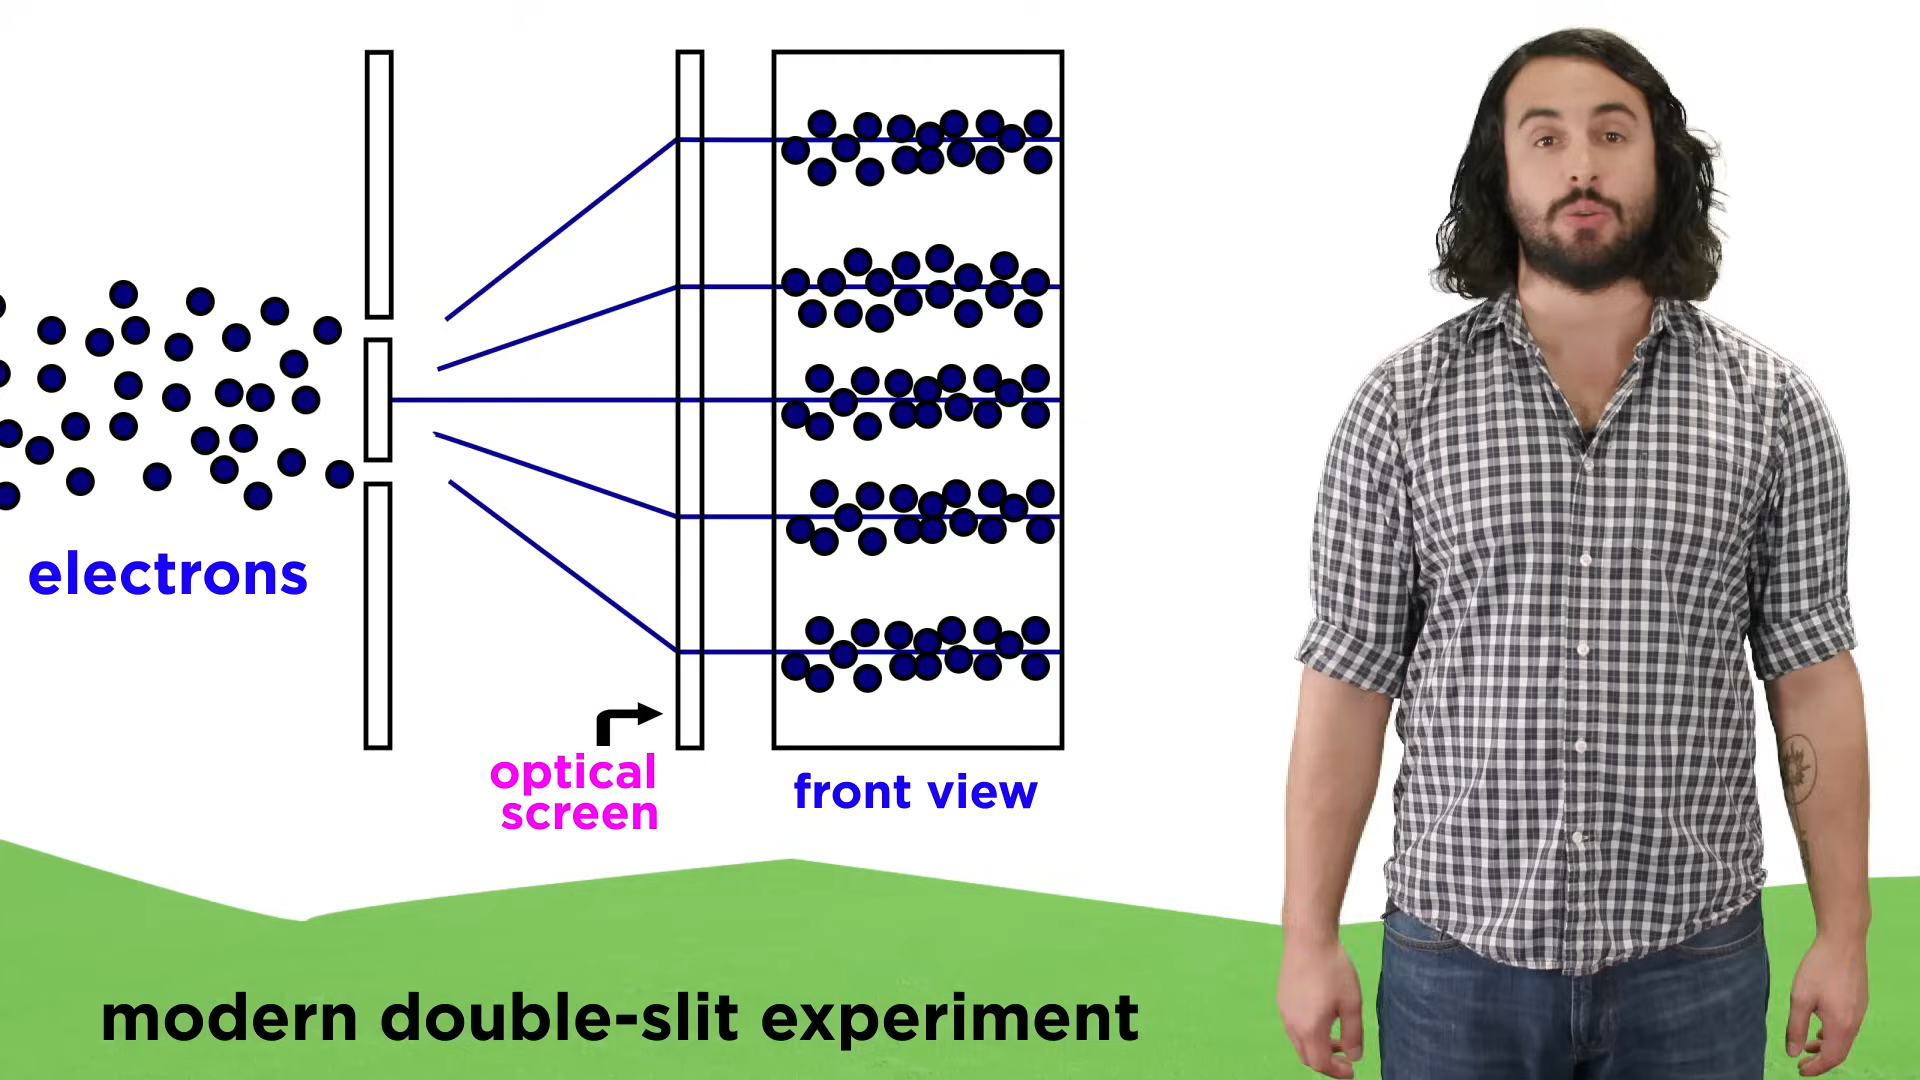 electrons
optical
screen
front view
modern double-slit experiment